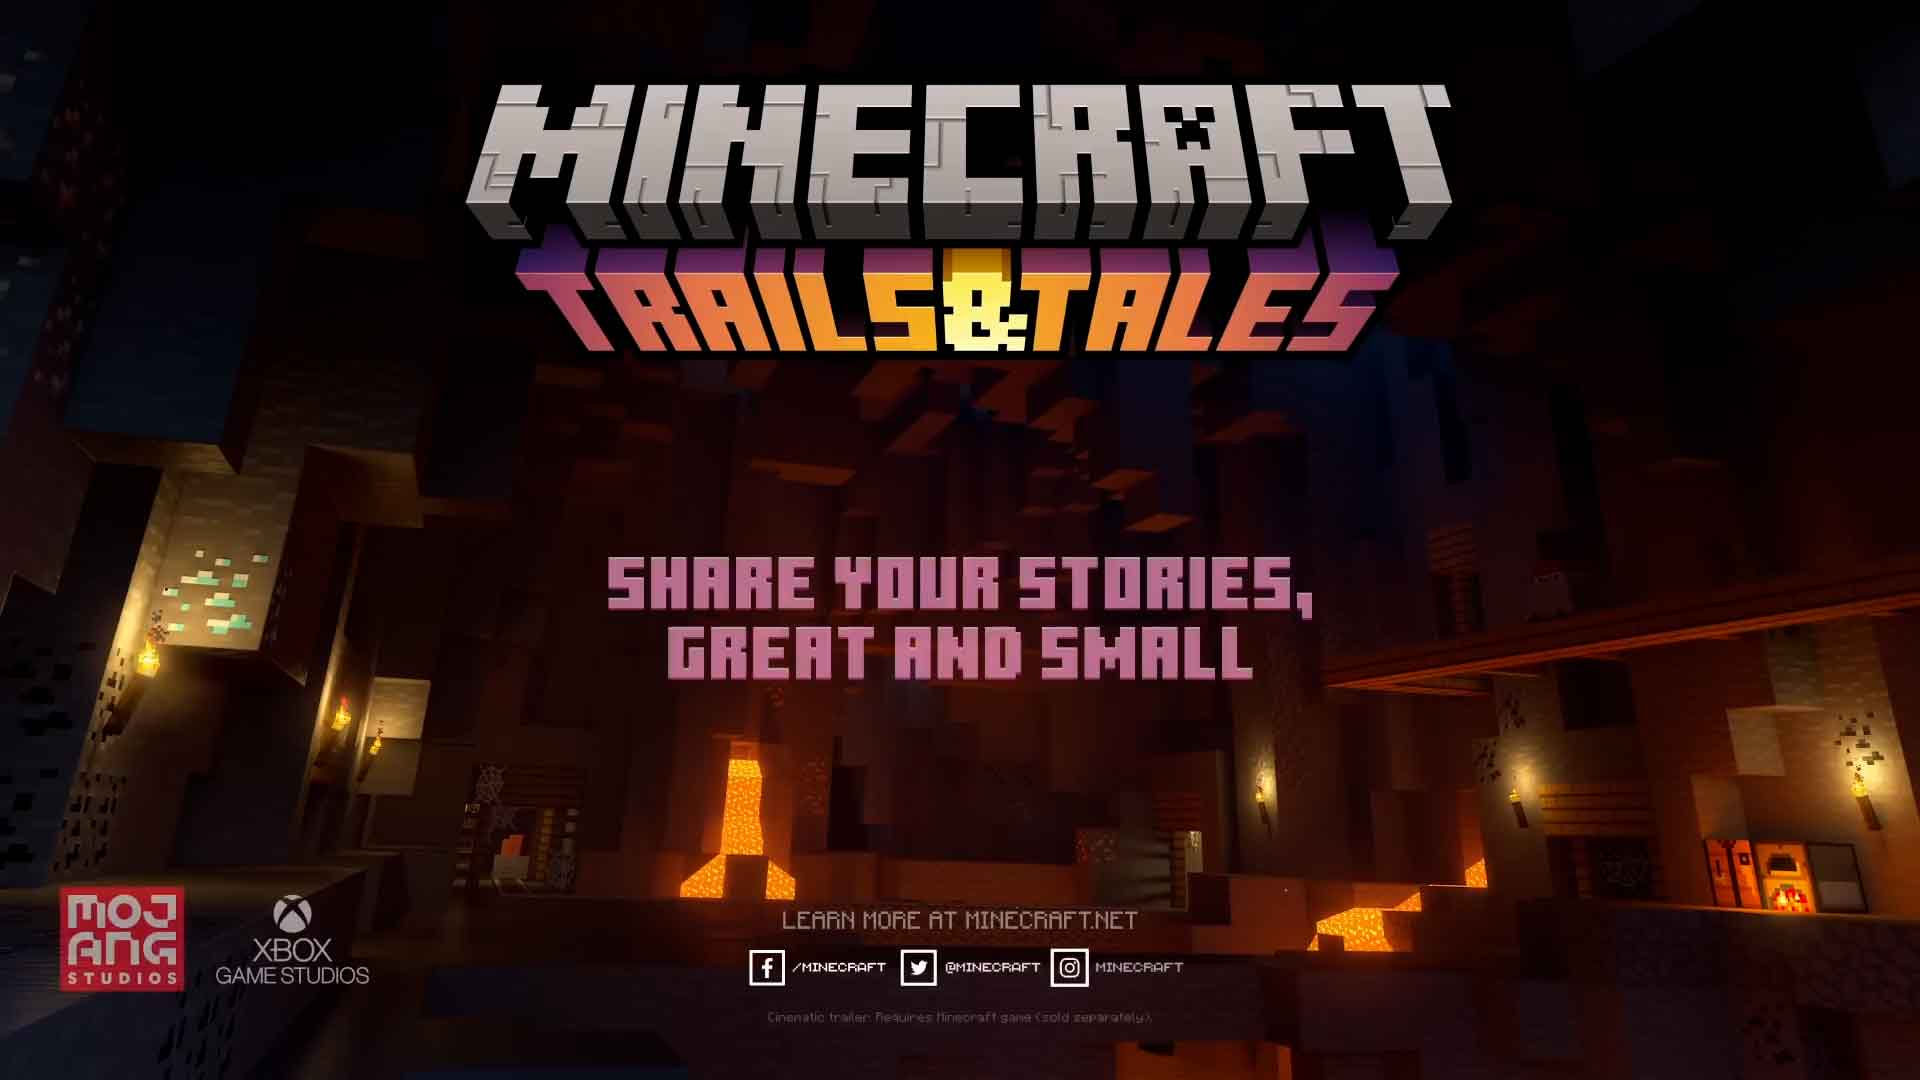 MINECRAFT
TRAILS & TALES
SHARE YOUR STORIES,
GREAT AND SMALL
LEARN MORE AT MINECRAFT.NET
/MINECRAFT @MINECRAFT MINECRAFT
MOJ
ANG
STUDIOS
XBOX
GAME STUDIOS
Cinematic trailer. Requires Minecraft game (sold separately).